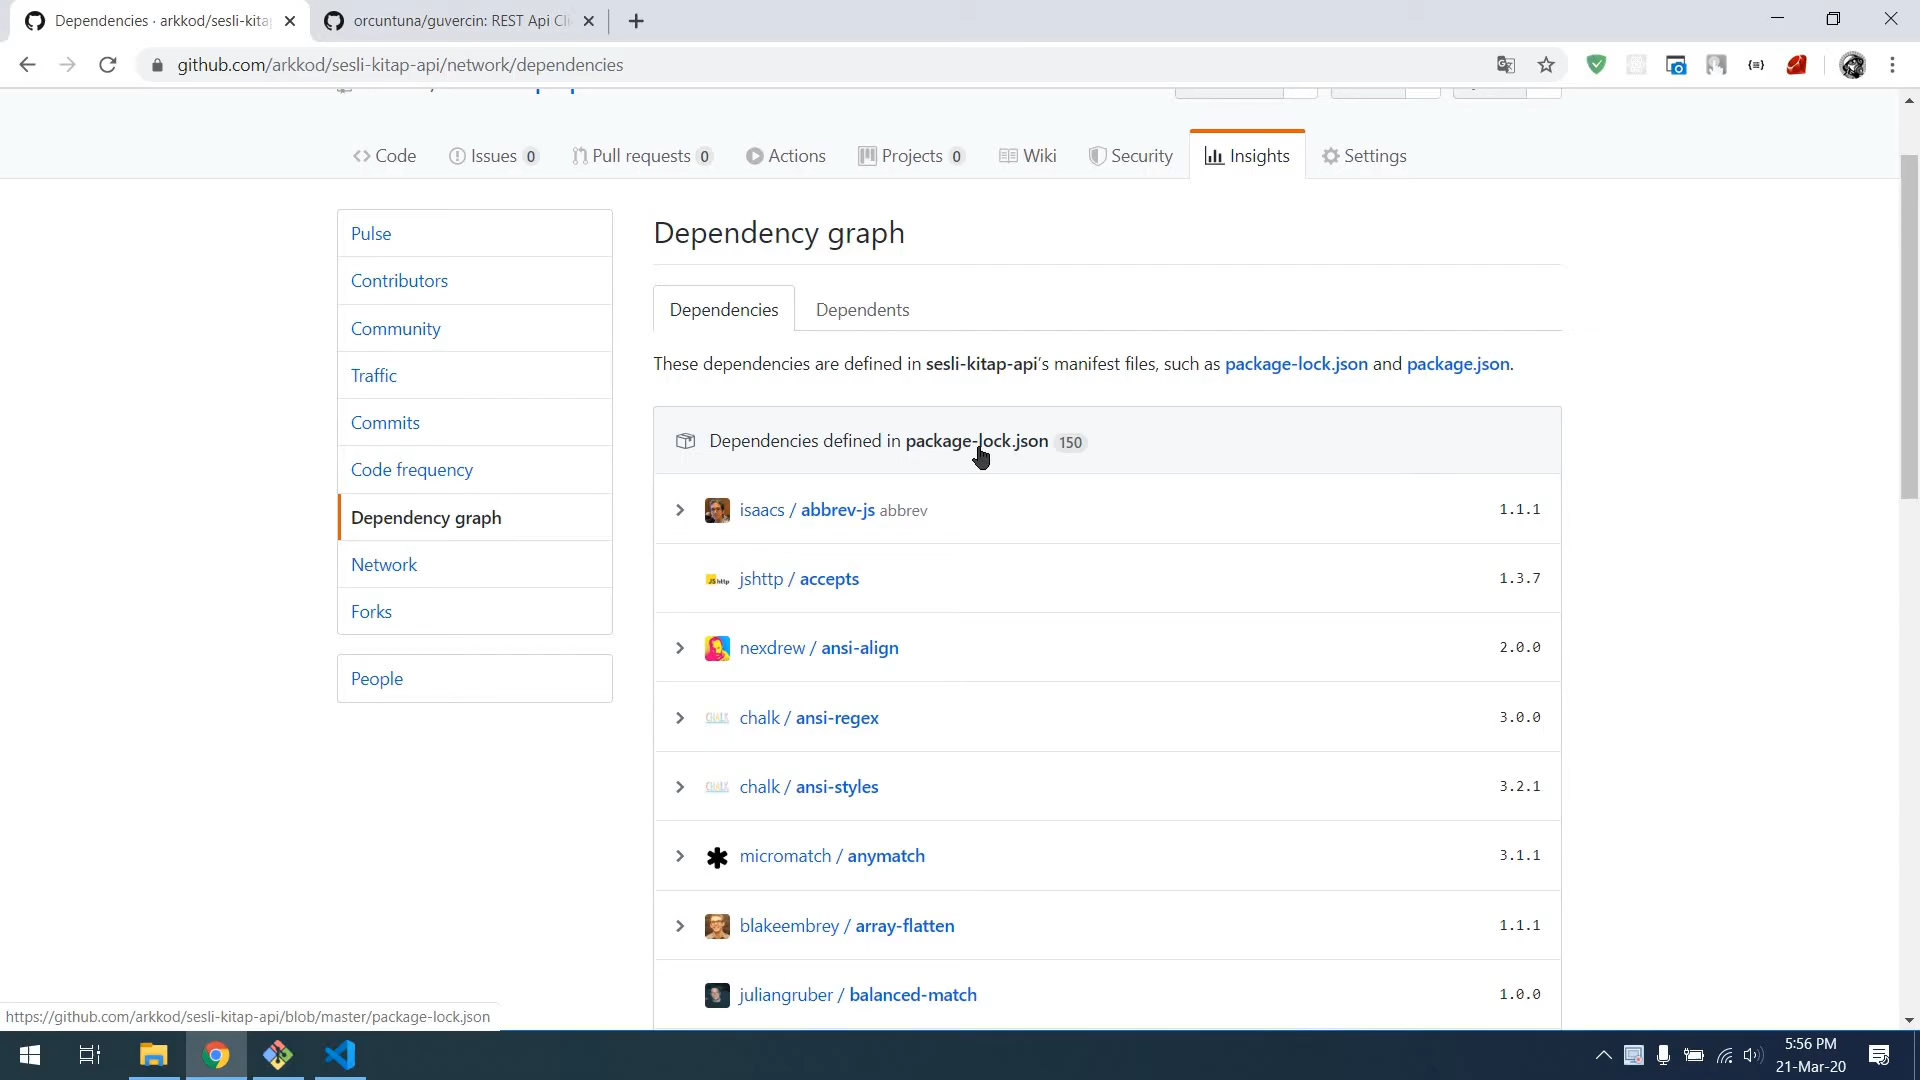 Dependencies · arkkod/sesli-kita
orcuntuna/guvercin: REST Api Cli
github.com/arkkod/sesli-kitap-api/network/dependencies
Code
Issues 0
Pull requests 0
Actions
Projects 0
Wiki
Security
Insights
Settings
Pulse
Contributors
Community
Traffic
Commits
Code frequency
Dependency graph
Network
Forks
People
Dependency graph
Dependencies
Dependents
These dependencies are defined in sesli-kitap-api's manifest files, such as package-lock.json and package.json.
Dependencies defined in package-lock.json 150
isaacs / abbrev-js abbrev 1.1.1
JS http jshttp / accepts 1.3.7
nexdrew / ansi-align 2.0.0
CHALK chalk / ansi-regex 3.0.0
CHALK chalk / ansi-styles 3.2.1
micromatch / anymatch 3.1.1
blakeembrey / array-flatten 1.1.1
juliangruber / balanced-match 1.0.0
https://github.com/arkkod/sesli-kitap-api/blob/master/package-lock.json
5:56 PM
21-Mar-20